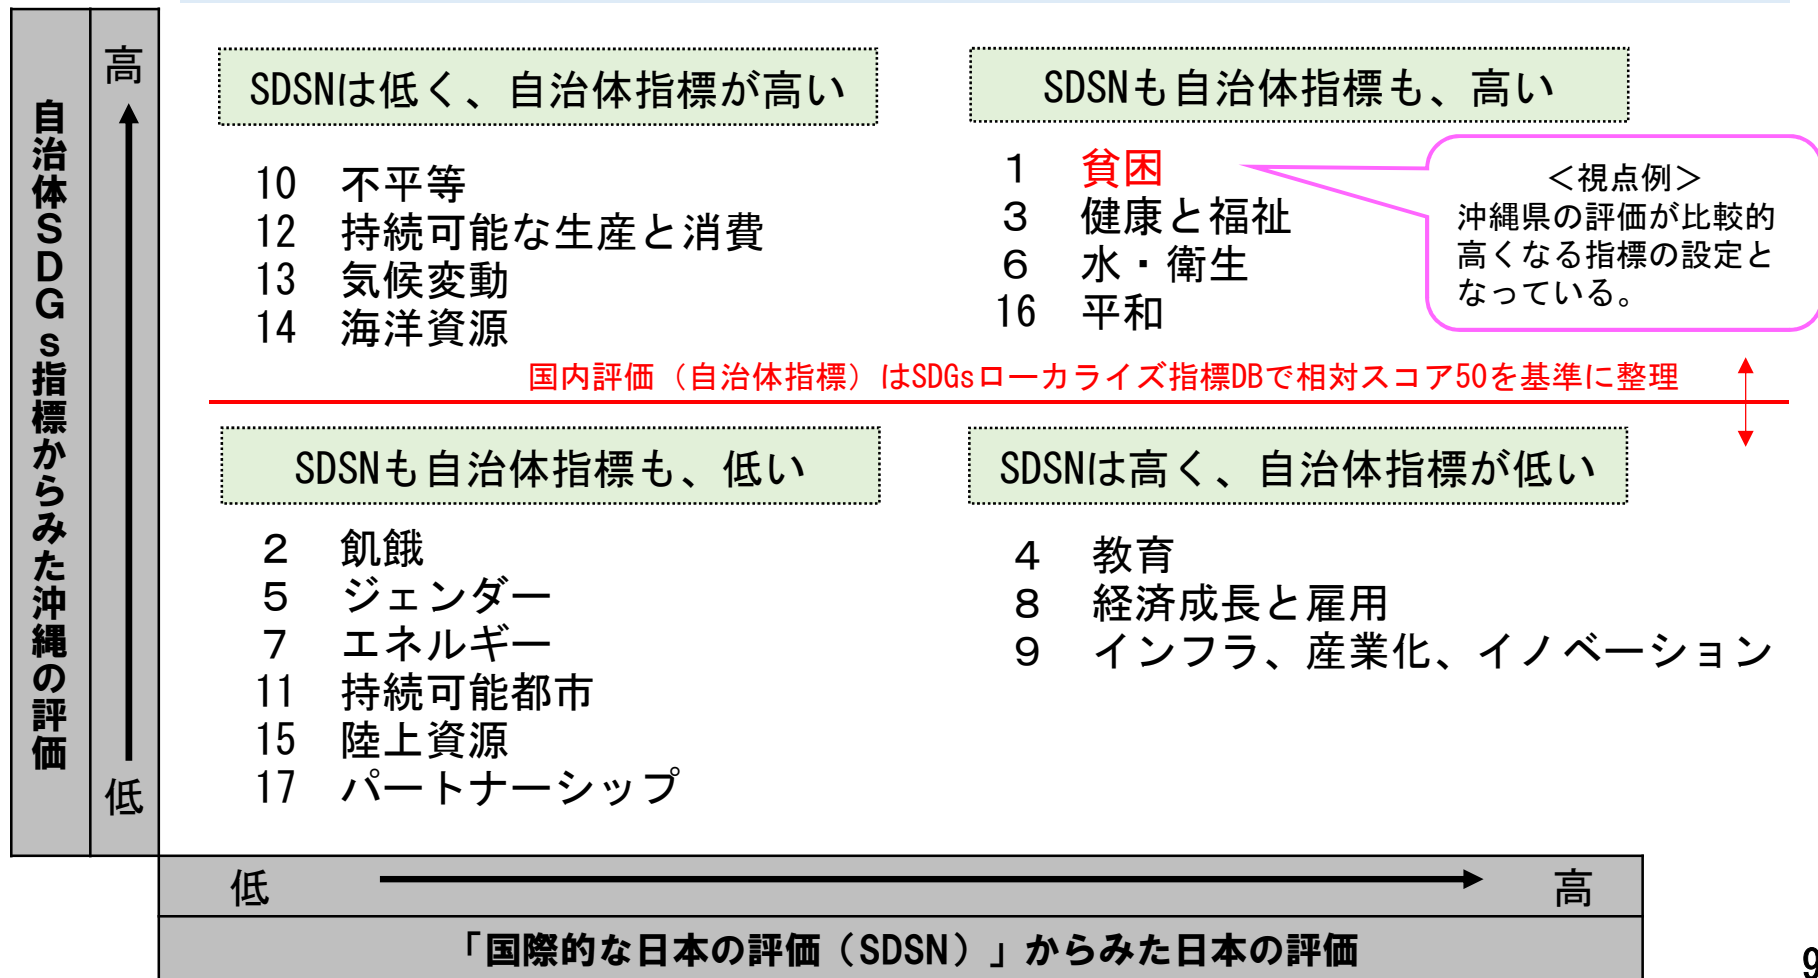 自治体SDGs指標からみた沖縄の評価
高
低
SDSNは低く、自治体指標が高い
10 不平等
12 持続可能な生産と消費
13 気候変動
14 海洋資源
SDSNも自治体指標も、高い
1 貧困
3 健康と福祉
6 水・衛生
16 平和
＜視点例＞
沖縄県の評価が比較的
高くなる指標の設定と
なっている。
国内評価（自治体指標）はSDGsローカライズ指標DBで相対スコア50を基準に整理
SDSNも自治体指標も、低い
2 飢餓
5 ジェンダー
7 エネルギー
11 持続可能都市
15 陸上資源
17 パートナーシップ
SDSNは高く、自治体指標が低い
4 教育
8 経済成長と雇用
9 インフラ、産業化、イノベーション
低
高
「国際的な日本の評価（SDSN）」からみた日本の評価
9